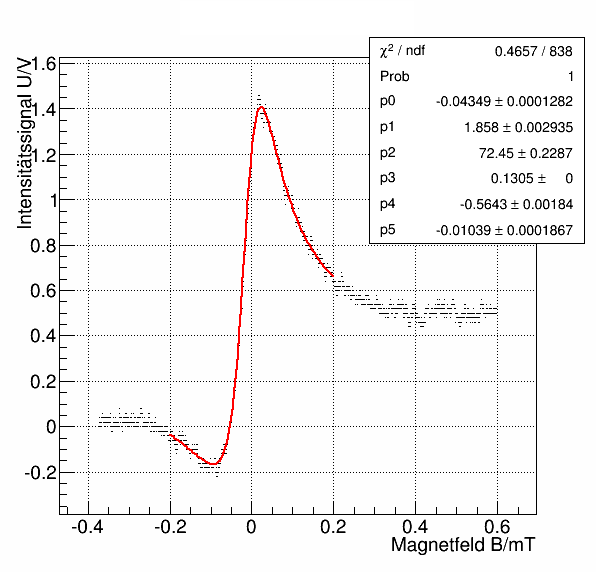 χ² / ndf 0.4657 / 838
Prob 1
p0 -0.04349 ± 0.0001282
p1 1.858 ± 0.002935
p2 72.45 ± 0.2287
p3 0.1305 ± 0
p4 -0.5643 ± 0.00184
p5 -0.01039 ± 0.0001867
Intensitätssignal U/V
1.6
1.4
1.2
1
0.8
0.6
0.4
0.2
0
-0.2
-0.4 -0.2 0 0.2 0.4 0.6
Magnetfeld B/mT